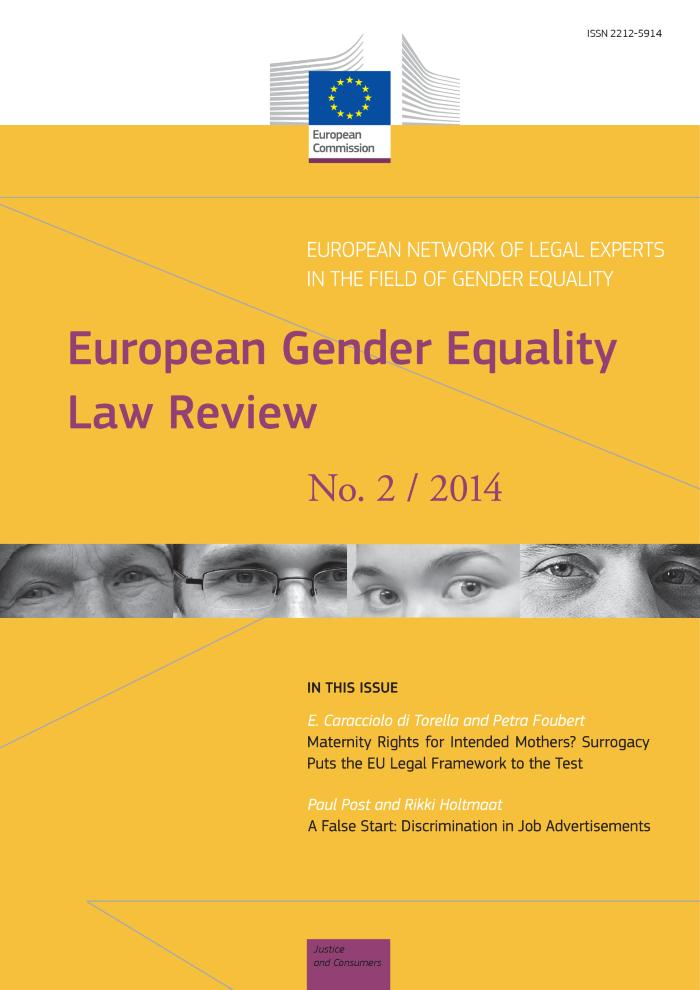 ISSN 2212-5914
European
Commission
EUROPEAN NETWORK OF LEGAL EXPERTS
IN THE FIELD OF GENDER EQUALITY
European Gender Equality
Law Review
No. 2 / 2014
IN THIS ISSUE
E. Caracciolo di Torella and Petra Foubert
Maternity Rights for Intended Mothers? Surrogacy
Puts the EU Legal Framework to the Test
Paul Post and Rikki Holtmaat
A False Start: Discrimination in Job Advertisements
Justice
and Consumers